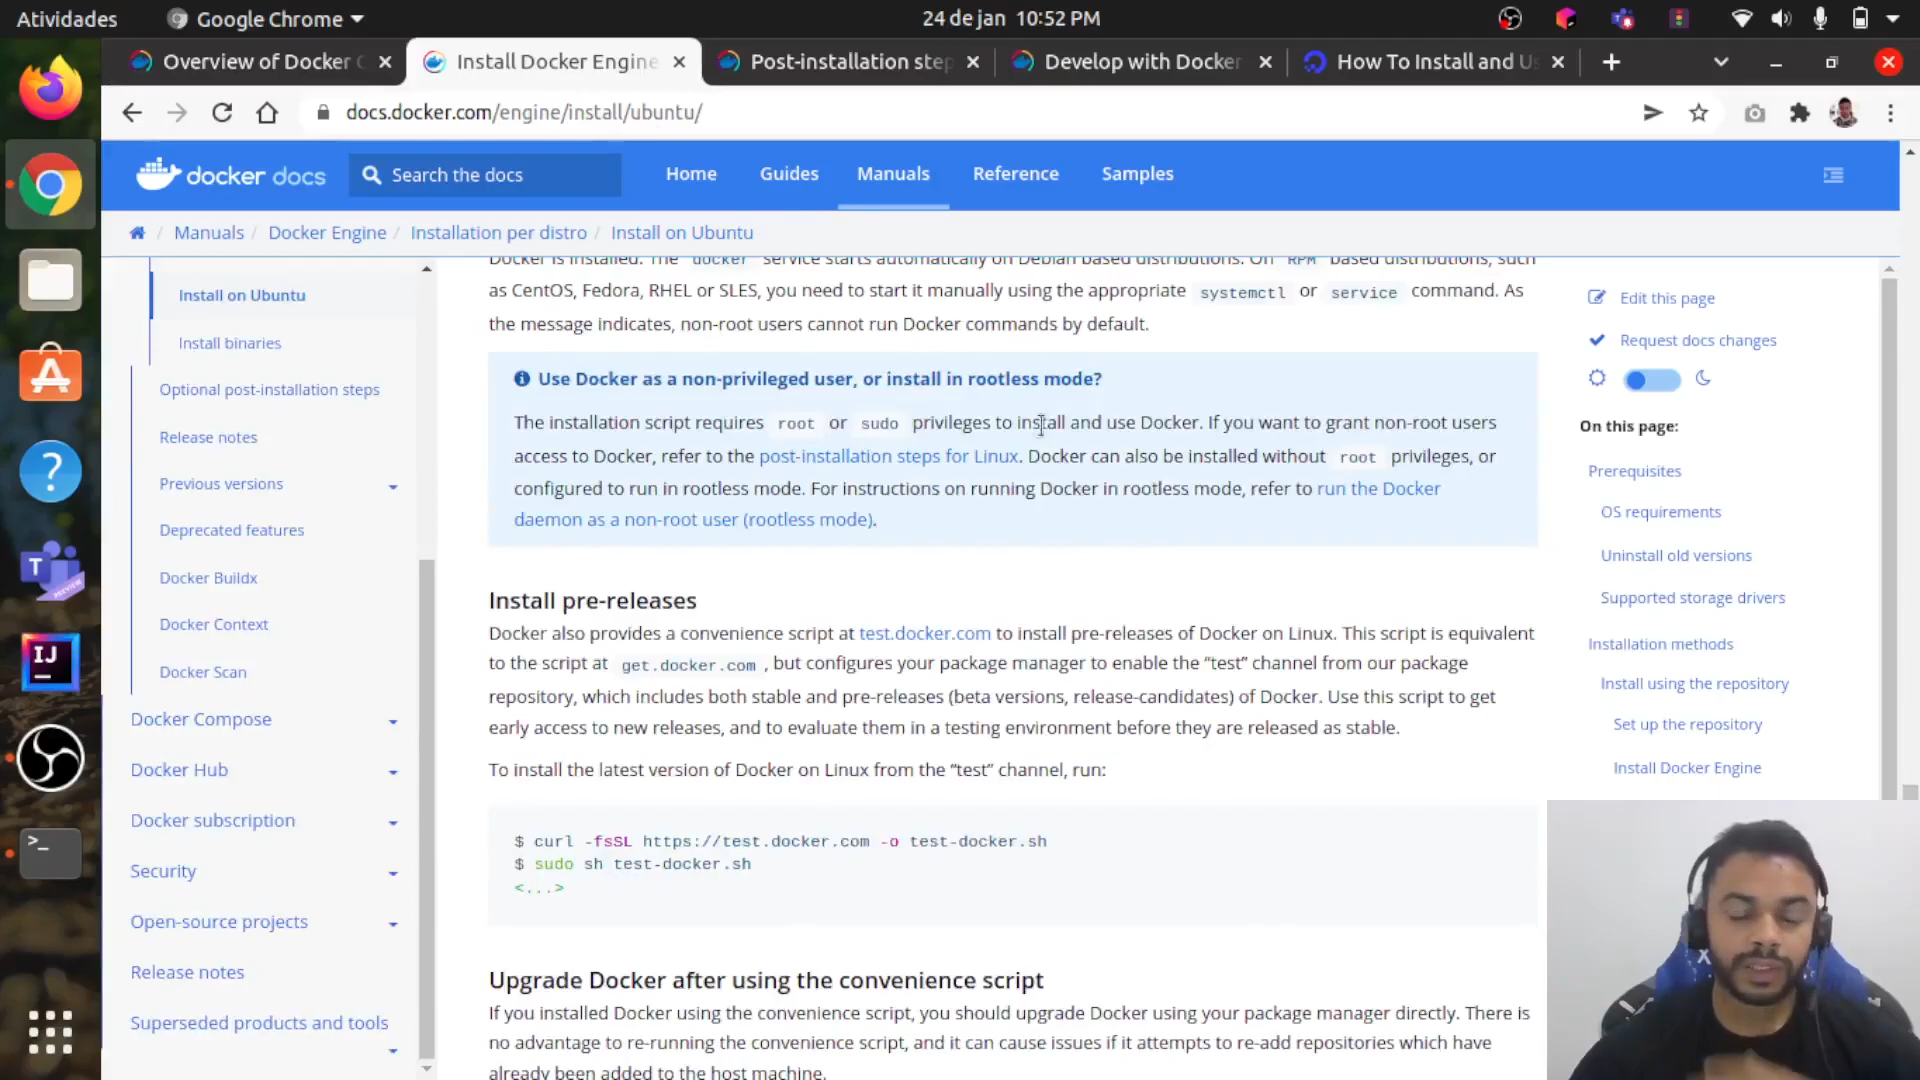 Atividades
Google Chrome
24 de jan 10:52 PM
Overview of Docker C
Install Docker Engine
Post-installation step
Develop with Docker
How To Install and Us
docs.docker.com/engine/install/ubuntu/
docker docs
Search the docs
Home
Guides
Manuals
Reference
Samples
/ Manuals / Docker Engine / Installation per distro / Install on Ubuntu
Install on Ubuntu
Install binaries
Optional post-installation steps
Release notes
Previous versions
Deprecated features
Docker Buildx
Docker Context
Docker Scan
Docker Compose
Docker Hub
Docker subscription
Security
Open-source projects
Release notes
Superseded products and tools
Docker is installed. The docker service starts automatically on Debian based distributions. On RPM based distributions, such
as CentOS, Fedora, RHEL or SLES, you need to start it manually using the appropriate systemctl or service command. As
the message indicates, non-root users cannot run Docker commands by default.
Use Docker as a non-privileged user, or install in rootless mode?
The installation script requires root or sudo privileges to install and use Docker. If you want to grant non-root users
access to Docker, refer to the post-installation steps for Linux. Docker can also be installed without root privileges, or
configured to run in rootless mode. For instructions on running Docker in rootless mode, refer to run the Docker
daemon as a non-root user (rootless mode).
Install pre-releases
Docker also provides a convenience script at test.docker.com to install pre-releases of Docker on Linux. This script is equivalent
to the script at get.docker.com , but configures your package manager to enable the “test” channel from our package
repository, which includes both stable and pre-releases (beta versions, release-candidates) of Docker. Use this script to get
early access to new releases, and to evaluate them in a testing environment before they are released as stable.
To install the latest version of Docker on Linux from the “test” channel, run:
$ curl -fsSL https://test.docker.com -o test-docker.sh
$ sudo sh test-docker.sh
<...>
Upgrade Docker after using the convenience script
If you installed Docker using the convenience script, you should upgrade Docker using your package manager directly. There is
no advantage to re-running the convenience script, and it can cause issues if it attempts to re-add repositories which have
already been added to the host machine.
Edit this page
Request docs changes
On this page:
Prerequisites
OS requirements
Uninstall old versions
Supported storage drivers
Installation methods
Install using the repository
Set up the repository
Install Docker Engine
T
PREVIEW
IJ